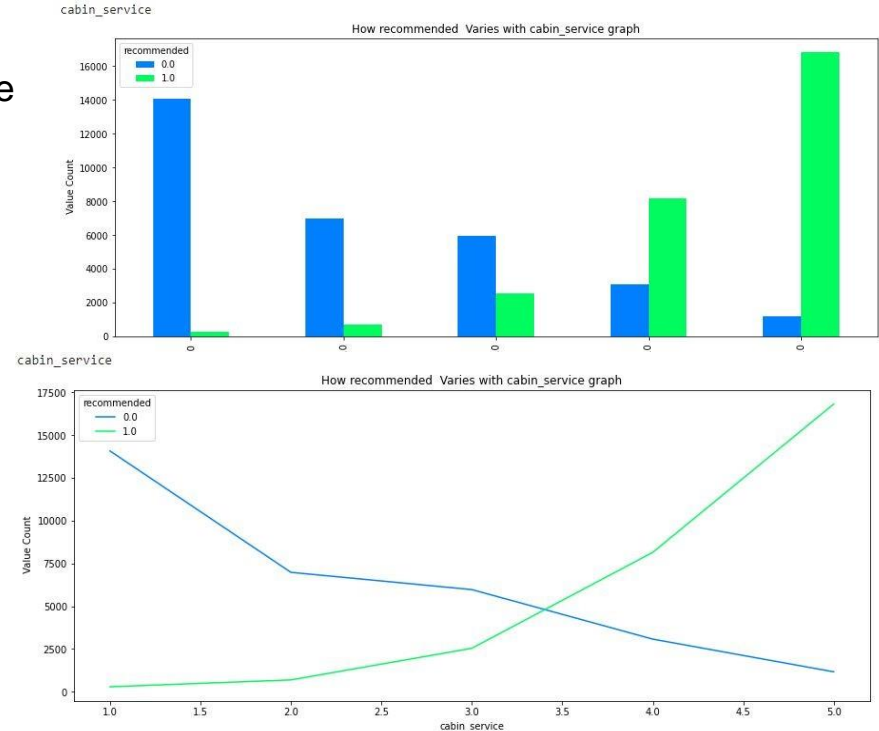 cabin_service
How recommended Varies with cabin_service graph
e
recommended
0.0
1.0
16000
14000
12000
10000
8000
6000
4000
2000
0
Value Count
0 0 0 0 0
cabin_service
How recommended Varies with cabin_service graph
recommended
0.0
1.0
17500
15000
12500
10000
7500
5000
2500
0
Value Count
1.0 1.5 2.0 2.5 3.0 3.5 4.0 4.5 5.0
cabin_service